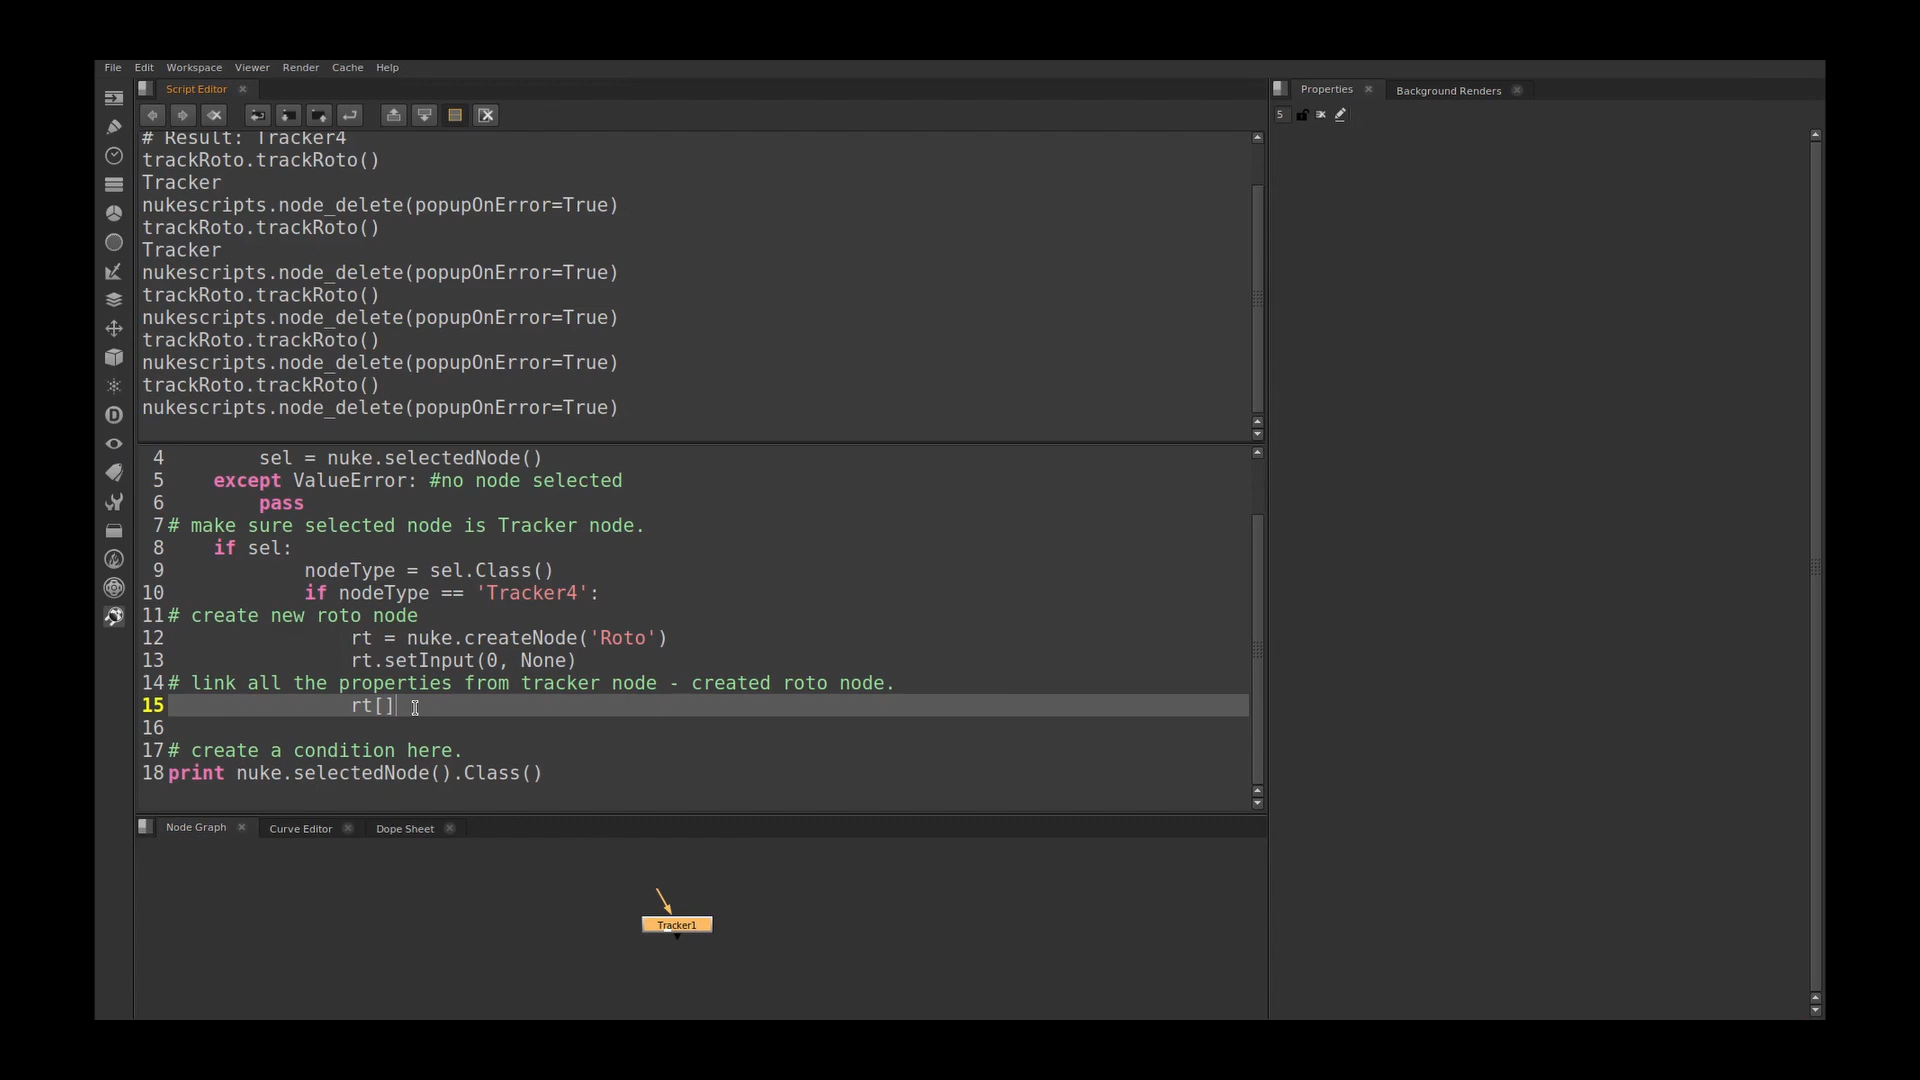 File Edit Workspace Viewer Render Cache Help
Script Editor
Properties Background Renders
5
# Result: Tracker4
trackRoto.trackRoto()
Tracker
nukescripts.node_delete(popupOnError=True)
trackRoto.trackRoto()
Tracker
nukescripts.node_delete(popupOnError=True)
trackRoto.trackRoto()
nukescripts.node_delete(popupOnError=True)
trackRoto.trackRoto()
nukescripts.node_delete(popupOnError=True)
trackRoto.trackRoto()
nukescripts.node_delete(popupOnError=True)
4 sel = nuke.selectedNode()
5 except ValueError: #no node selected
6 pass
7 # make sure selected node is Tracker node.
8 if sel:
9 nodeType = sel.Class()
10 if nodeType == 'Tracker4':
11 # create new roto node
12 rt = nuke.createNode('Roto')
13 rt.setInput(0, None)
14 # link all the properties from tracker node - created roto node.
15 rt[]
16
17 # create a condition here.
18 print nuke.selectedNode().Class()
Node Graph Curve Editor Dope Sheet
Tracker1